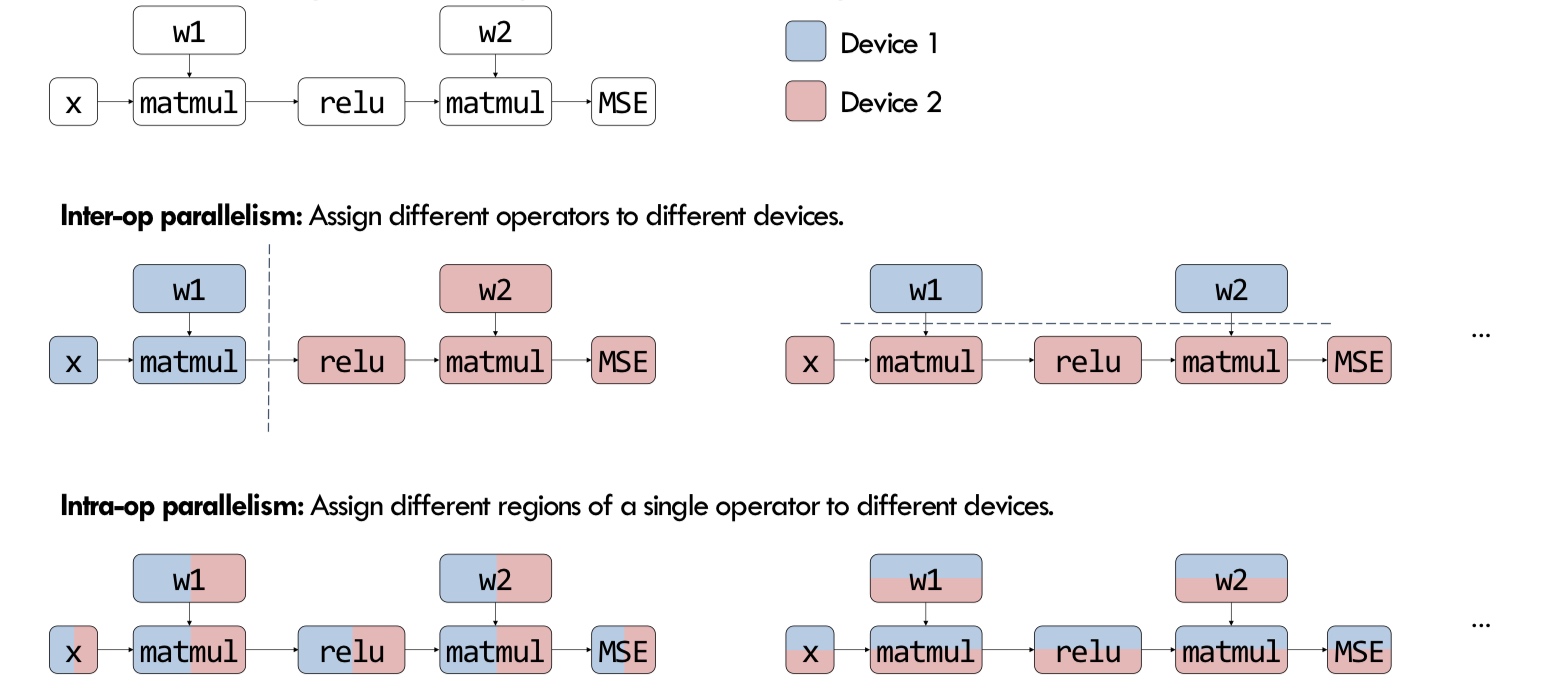 w1 w2
x matmul relu matmul MSE
Device 1
Device 2
Inter-op parallelism: Assign different operators to different devices.
w1 w2
x matmul relu matmul MSE
w1 w2
x matmul relu matmul MSE
...
Intra-op parallelism: Assign different regions of a single operator to different devices.
w1 w2
x matmul relu matmul MSE
w1 w2
x matmul relu matmul MSE
...